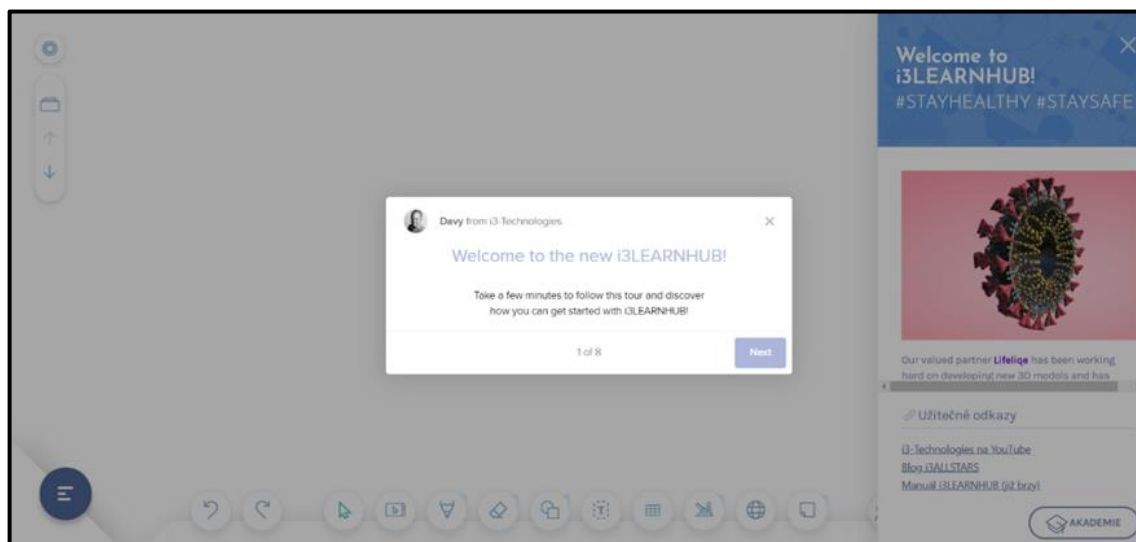 Welcome to
i3LEARNHUB!
#STAYHEALTHY #STAYSAFE
Davy from i3-Technologies
Welcome to the new i3LEARNHUB!
Take a few minutes to follow this tour and discover
how you can get started with i3LEARNHUB!
1 of 8
Next
Our valued partner Lifeliqe has been working
hard on developing new 3D models and has
Užitečné odkazy
i3-Technologies na YouTube
Blog i3ALLSTARS
Manuál i3LEARNHUB (již brzy)
AKADEMIE